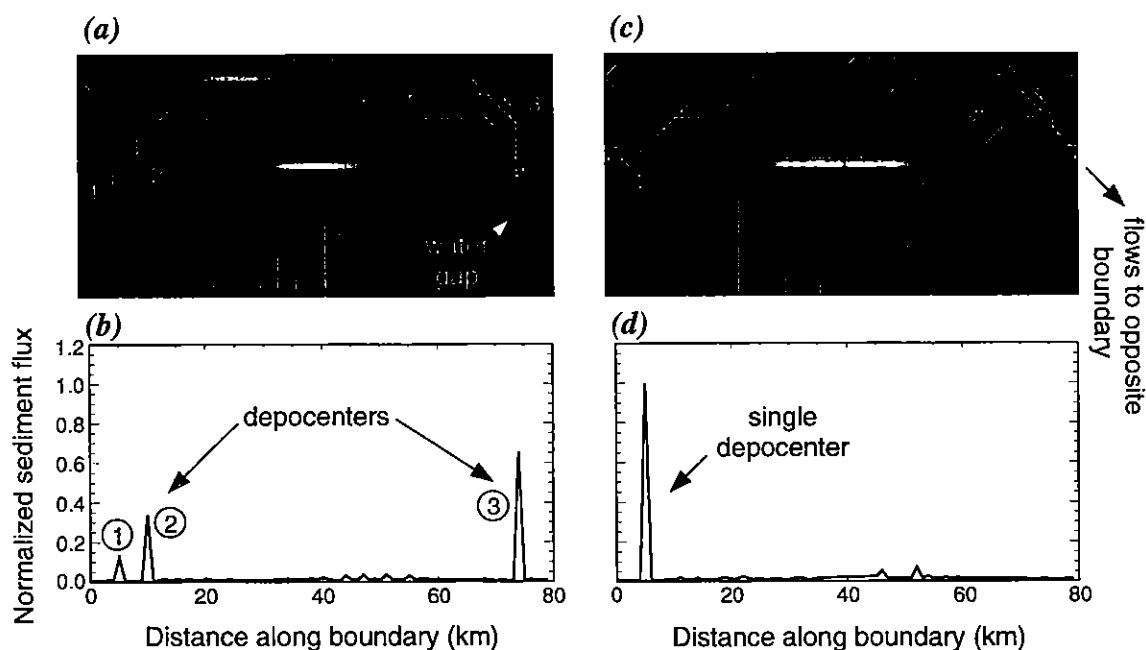 (a)
(c)
water
gap
flows to opposite
boundary
(b)
(d)
Normalized sediment flux
1.2
1.0
0.8
0.6
0.4
0.2
0.0
depocenters
1
2
3
single
depocenter
0
20
40
60
80
0
20
40
60
80
Distance along boundary (km)
Distance along boundary (km)